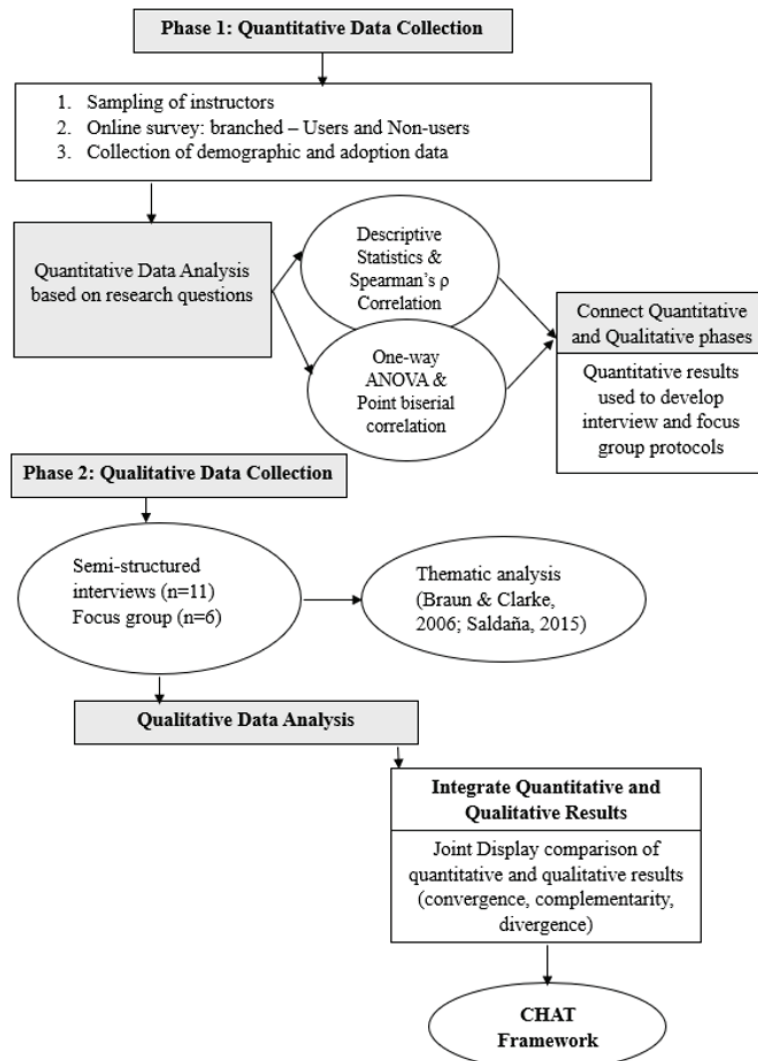 Phase 1: Quantitative Data Collection
1. Sampling of instructors
2. Online survey: branched – Users and Non-users
3. Collection of demographic and adoption data
Quantitative Data Analysis
based on research questions
Descriptive
Statistics &
Spearman's ρ
Correlation
One-way
ANOVA &
Point biserial
correlation
Connect Quantitative
and Qualitative phases
Quantitative results
used to develop
interview and focus
group protocols
Phase 2: Qualitative Data Collection
Semi-structured
interviews (n=11)
Focus group (n=6)
Thematic analysis
(Braun & Clarke,
2006; Saldaña, 2015)
Qualitative Data Analysis
Integrate Quantitative and
Qualitative Results
Joint Display comparison of
quantitative and qualitative results
(convergence, complementarity,
divergence)
CHAT
Framework